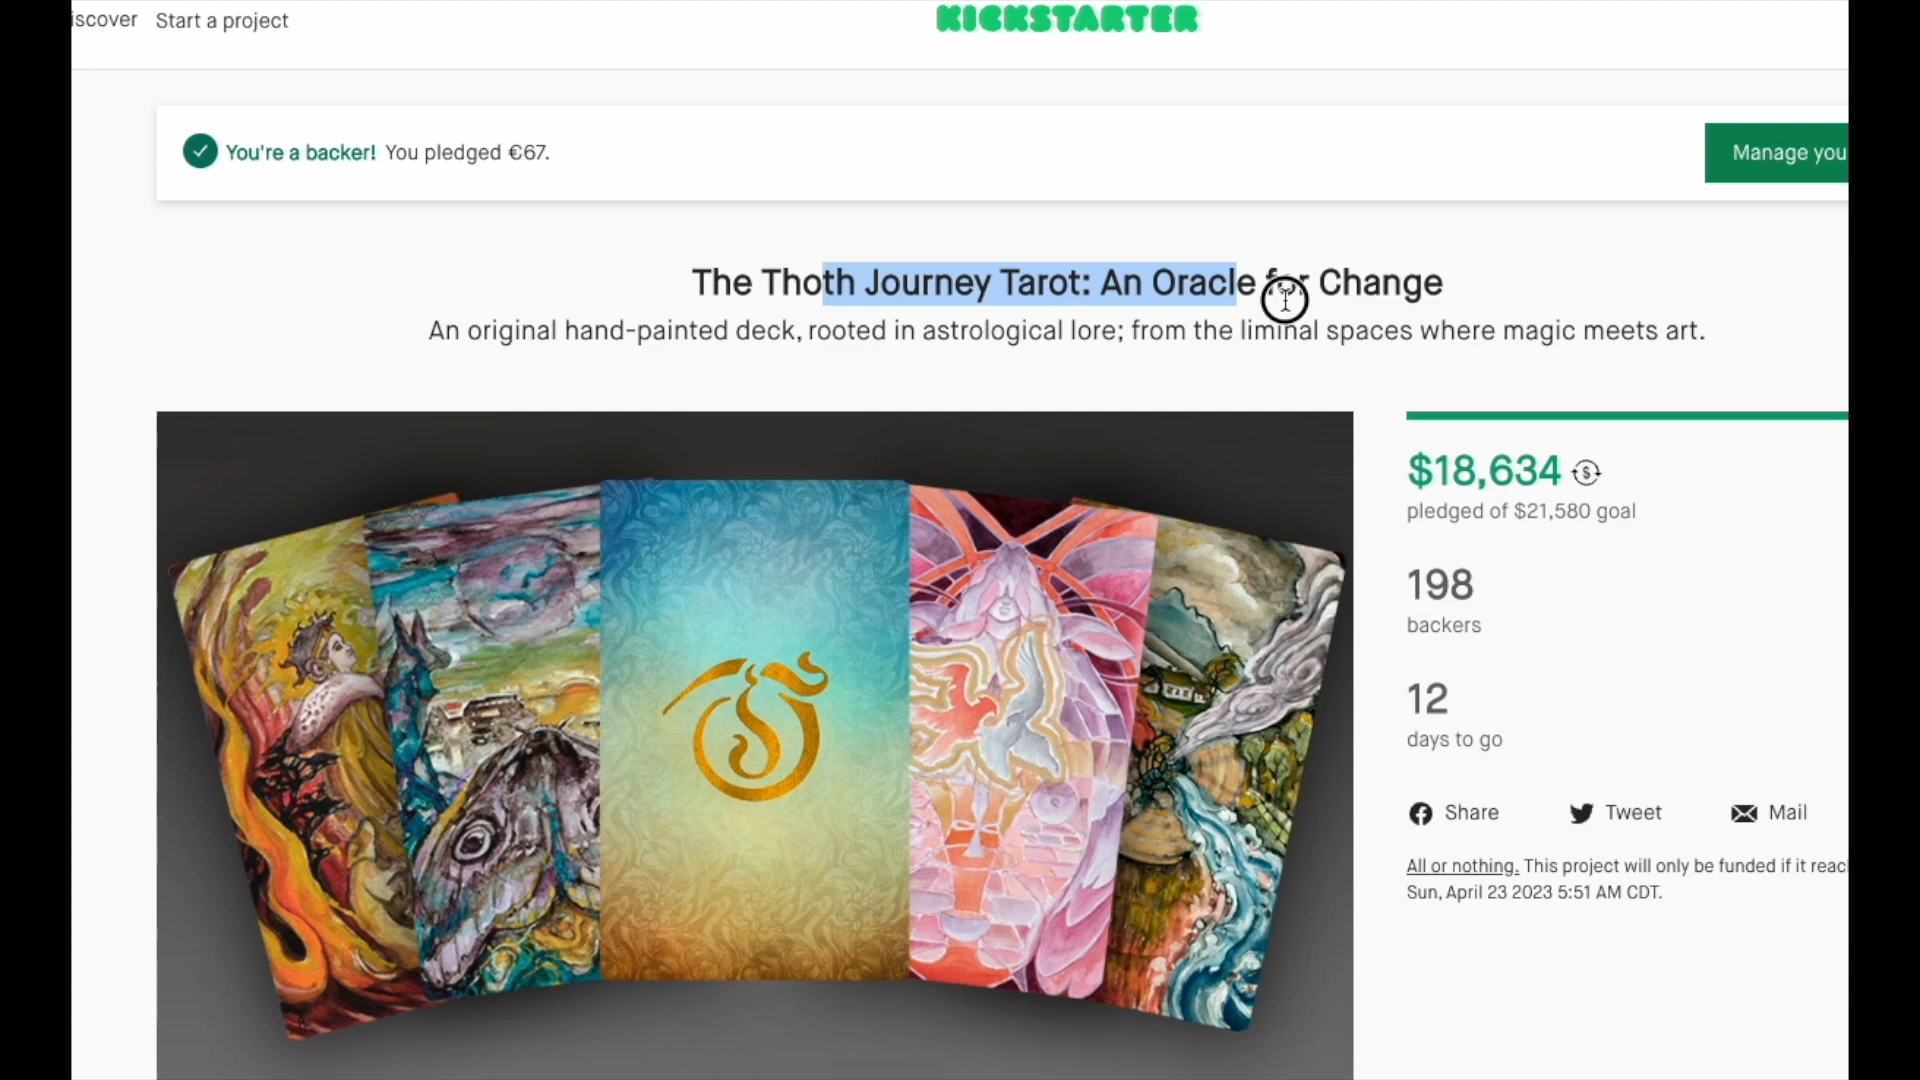 iscover Start a project
KICKSTARTER
You're a backer! You pledged €67.
Manage you
The Thoth Journey Tarot: An Oracle for Change
An original hand-painted deck, rooted in astrological lore; from the liminal spaces where magic meets art.
$18,634
pledged of $21,580 goal
198
backers
12
days to go
Share Tweet Mail
All or nothing. This project will only be funded if it reac
Sun, April 23 2023 5:51 AM CDT.